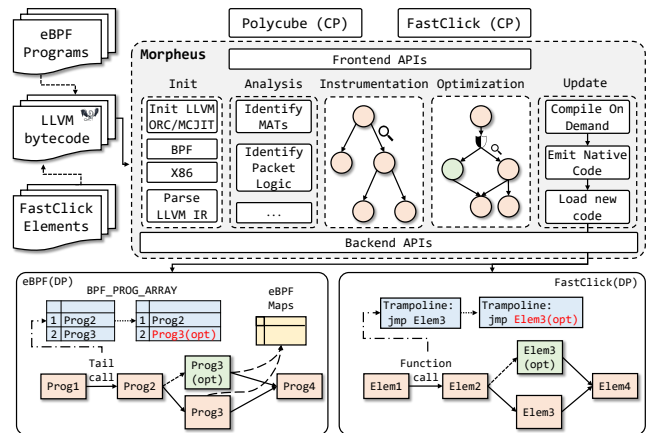 Polycube (CP)
FastClick (CP)
eBPF
Programs
LLVM
bytecode
FastClick
Elements
Morpheus
Frontend APIs
Init
Analysis
Instrumentation
Optimization
Update
Init LLVM
ORC/MCJIT
BPF
X86
Parse
LLVM IR
Identify
MATs
Identify
Packet
Logic
...
Compile On
Demand
Emit Native
Code
Load new
code
Backend APIs
eBPF(DP)
BPF_PROG_ARRAY
1 Prog2
2 Prog3
1 Prog2
2 Prog3(opt)
eBPF
Maps
Tail
call
Prog1
Prog2
Prog3
(opt)
Prog3
Prog4
FastClick(DP)
Trampoline:
jmp Elem3
Trampoline:
jmp Elem3(opt)
Function
call
Elem1
Elem2
Elem3
(opt)
Elem3
Elem4